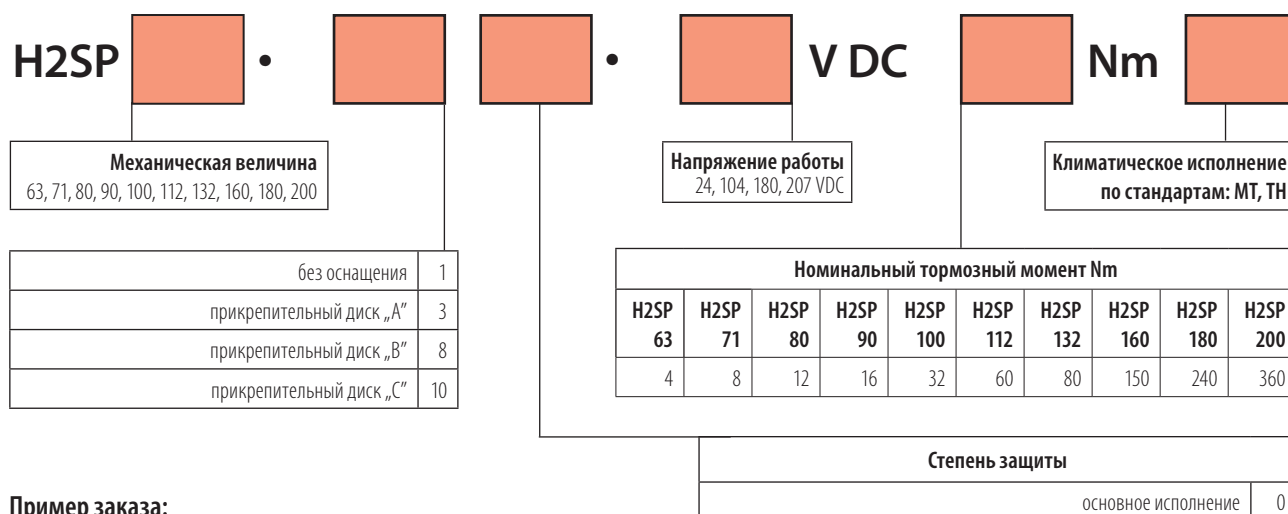 H2SP • • V DC Nm
Механическая величина
63, 71, 80, 90, 100, 112, 132, 160, 180, 200
Напряжение работы
24, 104, 180, 207 VDC
Климатическое исполнение
по стандартам: MT, TH
без оснащения 1
прикрепительный диск „A” 3
прикрепительный диск „B” 8
прикрепительный диск „C” 10
Номинальный тормозный момент Nm
H2SP H2SP H2SP H2SP H2SP H2SP H2SP H2SP H2SP H2SP
63 71 80 90 100 112 132 160 180 200
4 8 12 16 32 60 80 150 240 360
Степень защиты
основное исполнение 0
Пример заказа: